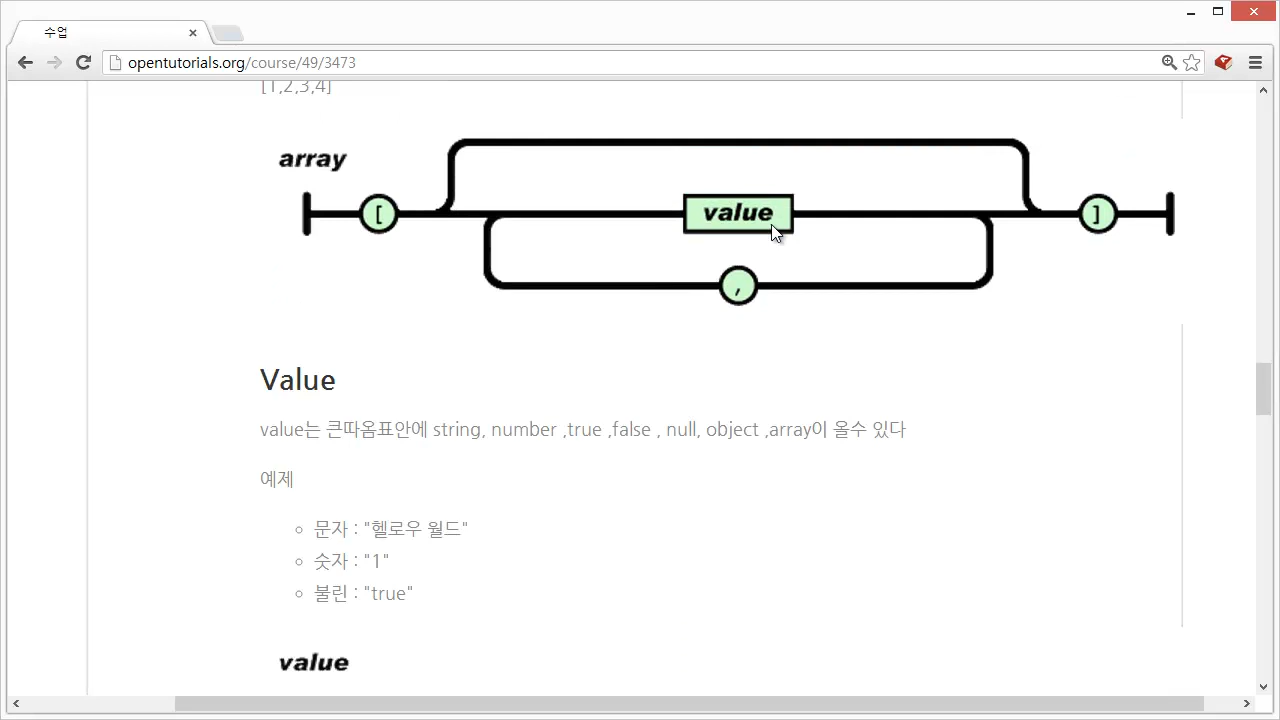 수업
opentutorials.org/course/49/3473
[1,2,3,4]
array
[
value
]
,
Value
value는 큰따옴표안에 string, number ,true ,false , null, object ,array이 올수 있다
예제
문자 : "헬로우 월드"
숫자 : "1"
불린 : "true"
value